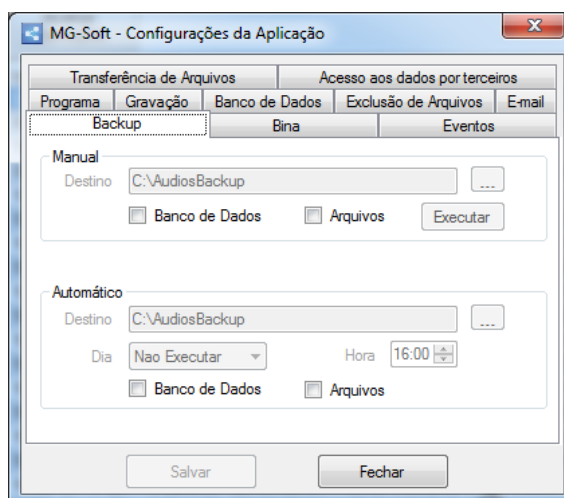 MG-Soft - Configurações da Aplicação
Transferência de Arquivos Acesso aos dados por terceiros
Programa Gravação Banco de Dados Exclusão de Arquivos E-mail
Backup Bina Eventos
Manual
Destino C:\AudiosBackup ...
Banco de Dados Arquivos Executar
Automático
Destino C:\AudiosBackup ...
Dia Nao Executar Hora 16:00
Banco de Dados Arquivos
Salvar Fechar